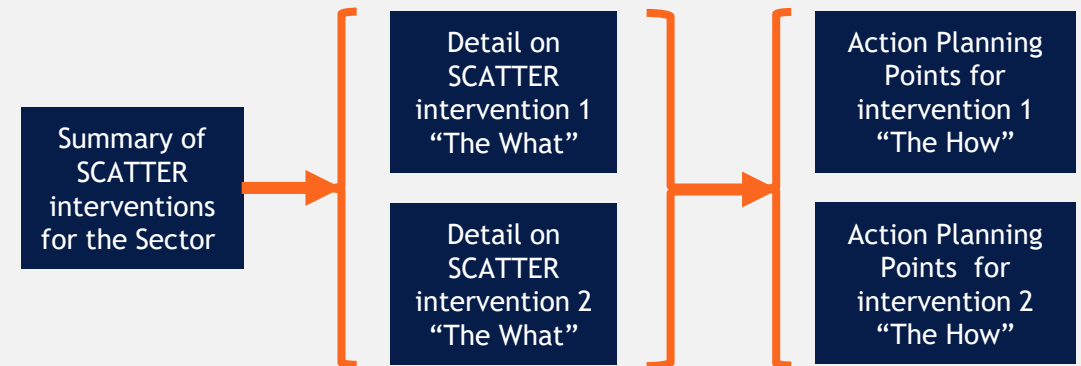 Summary of
SCATTER
interventions
for the Sector
Detail on
SCATTER
intervention 1
“The What”
Detail on
SCATTER
intervention 2
“The What”
Action Planning
Points for
intervention 1
“The How”
Action Planning
Points for
intervention 2
“The How”